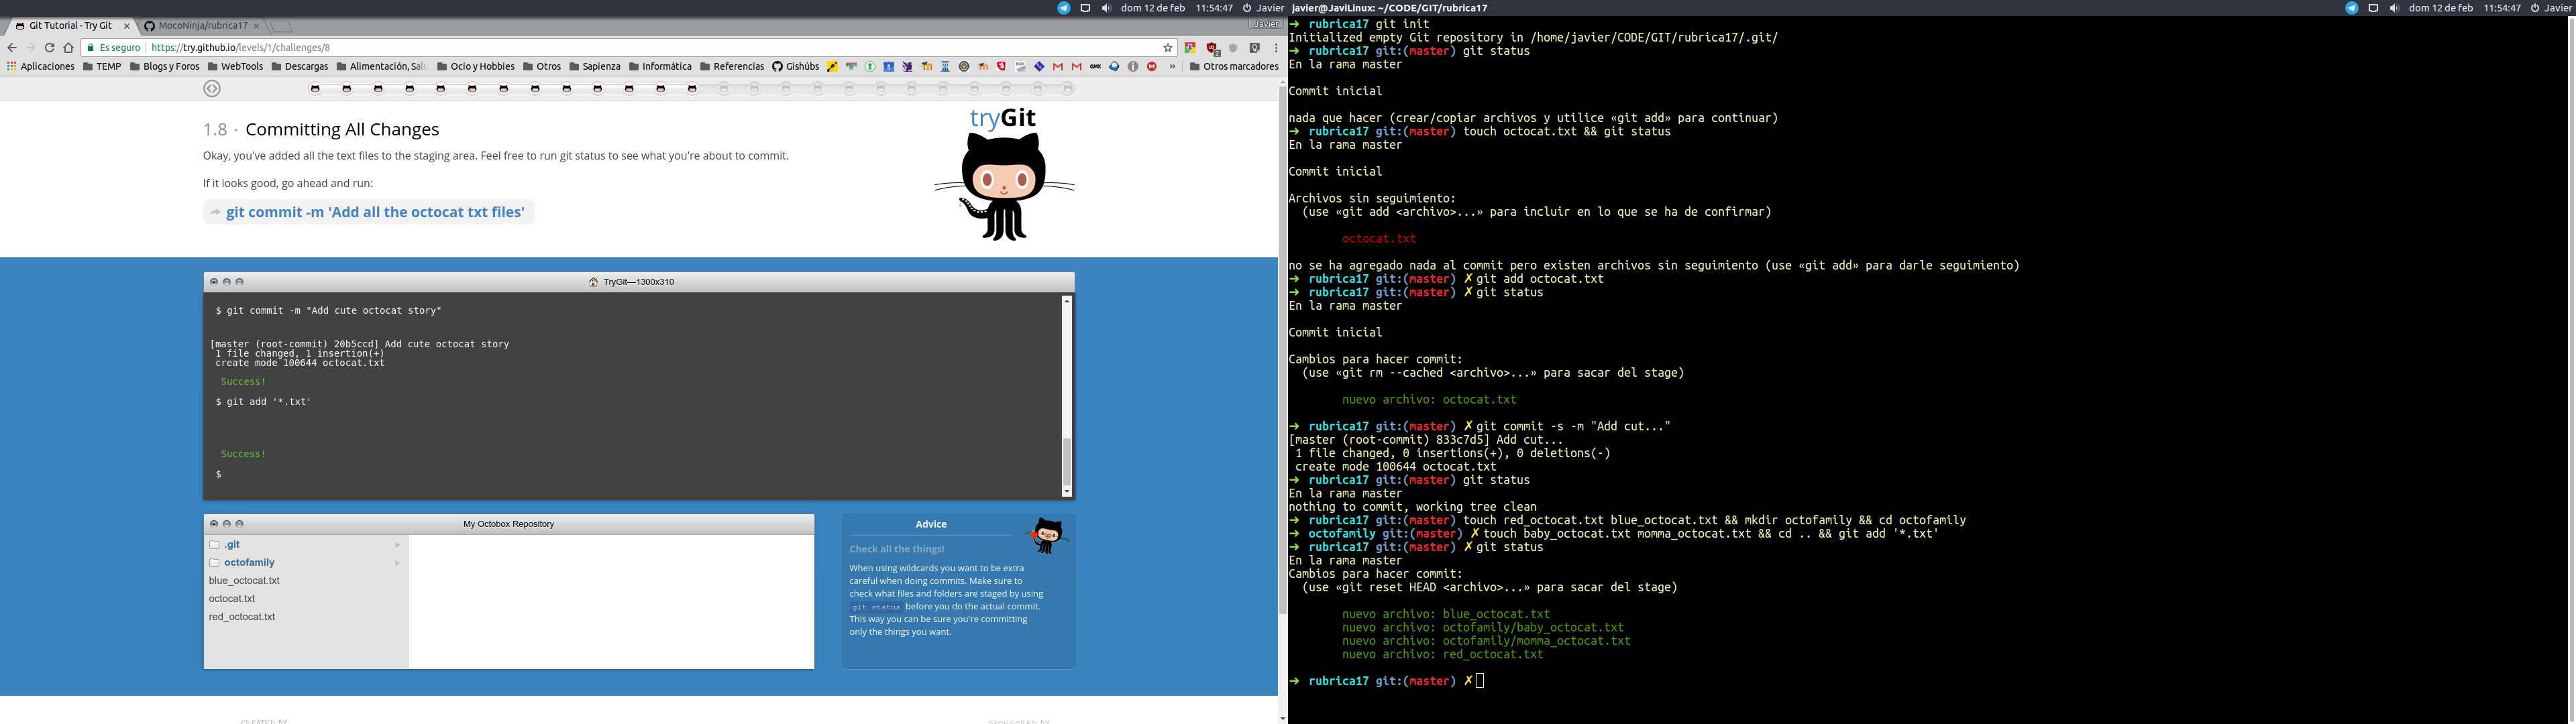 dom 12 de feb 11:54:47 Javier
Git Tutorial - Try Git
MocoNinja/rubrica17
Javier
Es seguro https://try.github.io/levels/1/challenges/8
Aplicaciones TEMP Blogs y Foros WebTools Descargas Alimentación, Salu Ocio y Hobbies Otros Sapienza Informática Referencias Gishúbs » Otros marcadores
1.8 · Committing All Changes
Okay, you've added all the text files to the staging area. Feel free to run git status to see what you're about to commit.
If it looks good, go ahead and run:
git commit -m 'Add all the octocat txt files'
tryGit
TryGit—1300x310
$ git commit -m "Add cute octocat story"
[master (root-commit) 20b5ccd] Add cute octocat story
1 file changed, 1 insertion(+)
create mode 100644 octocat.txt
Success!
$ git add '*.txt'
Success!
$
My Octobox Repository
.git
octofamily
blue_octocat.txt
octocat.txt
red_octocat.txt
Advice
Check all the things!
When using wildcards you want to be extra
careful when doing commits. Make sure to
check what files and folders are staged by using
git status before you do the actual commit.
This way you can be sure you're committing
only the things you want.
CREATED BY
SPONSORED BY
javier@JaviLinux: ~/CODE/GIT/rubrica17
dom 12 de feb 11:54:47 Javier
➜ rubrica17 git init
Initialized empty Git repository in /home/javier/CODE/GIT/rubrica17/.git/
➜ rubrica17 git:(master) git status
En la rama master
Commit inicial
nada que hacer (crear/copiar archivos y utilice «git add» para continuar)
➜ rubrica17 git:(master) touch octocat.txt && git status
En la rama master
Commit inicial
Archivos sin seguimiento:
(use «git add <archivo>...» para incluir en lo que se ha de confirmar)
octocat.txt
no se ha agregado nada al commit pero existen archivos sin seguimiento (use «git add» para darle seguimiento)
➜ rubrica17 git:(master) ✗ git add octocat.txt
➜ rubrica17 git:(master) ✗ git status
En la rama master
Commit inicial
Cambios para hacer commit:
(use «git rm --cached <archivo>...» para sacar del stage)
nuevo archivo: octocat.txt
➜ rubrica17 git:(master) ✗ git commit -s -m "Add cut..."
[master (root-commit) 833c7d5] Add cut...
1 file changed, 0 insertions(+), 0 deletions(-)
create mode 100644 octocat.txt
➜ rubrica17 git:(master) git status
En la rama master
nothing to commit, working tree clean
➜ rubrica17 git:(master) touch red_octocat.txt blue_octocat.txt && mkdir octofamily && cd octofamily
➜ octofamily git:(master) ✗ touch baby_octocat.txt momma_octocat.txt && cd .. && git add '*.txt'
➜ rubrica17 git:(master) ✗ git status
En la rama master
Cambios para hacer commit:
(use «git reset HEAD <archivo>...» para sacar del stage)
nuevo archivo: blue_octocat.txt
nuevo archivo: octofamily/baby_octocat.txt
nuevo archivo: octofamily/momma_octocat.txt
nuevo archivo: red_octocat.txt
➜ rubrica17 git:(master) ✗